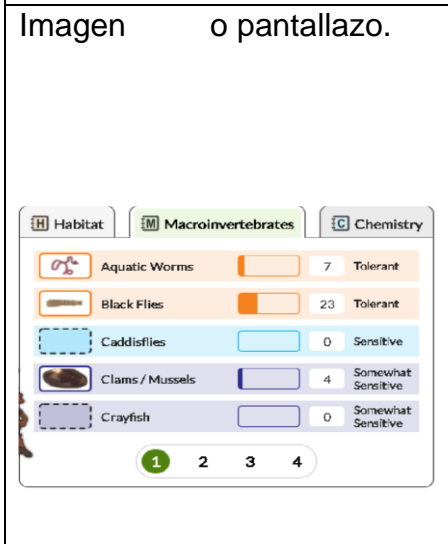 Imagen o pantallazo.
H Habitat M Macroinvertebrates C Chemistry
Aquatic Worms 7 Tolerant
Black Flies 23 Tolerant
Caddisflies 0 Sensitive
Clams / Mussels 4 Somewhat Sensitive
Crayfish 0 Somewhat Sensitive
1 2 3 4